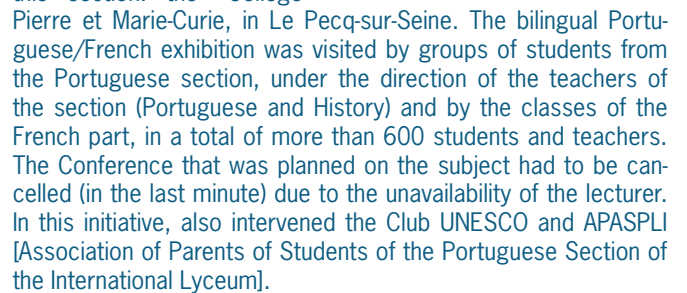 Pierre et Marie-Curie, in Le Pecq-sur-Seine. The bilingual Portu-
guese/French exhibition was visited by groups of students from
the Portuguese section, under the direction of the teachers of
the section (Portuguese and History) and by the classes of the
French part, in a total of more than 600 students and teachers.
The Conference that was planned on the subject had to be can-
celled (in the last minute) due to the unavailability of the lecturer.
In this initiative, also intervened the Club UNESCO and APASPLI
[Association of Parents of Students of the Portuguese Section of
the International Lyceum].